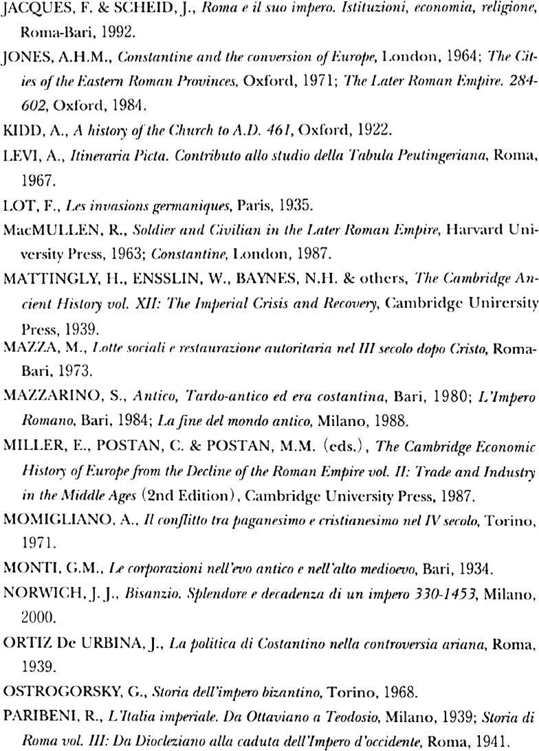 JACQUES, F. & SCHEID, J., Roma e il suo impero. Istituzioni, economia, religione,
Roma-Bari, 1992.
JONES, A.H.M., Constantine and the conversion of Europe, London, 1964; The Cit-
ies of the Eastern Roman Provinces, Oxford, 1971; The Later Roman Empire. 284-
602, Oxford, 1984.
KIDD, A., A history of the Church to A.D. 461, Oxford, 1922.
LEVI, A., Itineraria Picta. Contributo allo studio della Tabula Peutingeriana, Roma,
1967.
LOT, F., Les invasions germaniques, Paris, 1935.
MacMULLEN, R., Soldier and Civilian in the Later Roman Empire, Harvard Uni-
versity Press, 1963; Constantine, London, 1987.
MATTINGLY, H., ENSSLIN, W., BAYNES, N.H. & others, The Cambridge An-
cient History vol. XII: The Imperial Crisis and Recovery, Cambridge University
Press, 1939.
MAZZA, M., Lotte sociali e restaurazione autoritaria nel III secolo dopo Cristo, Roma-
Bari, 1973.
MAZZARINO, S., Antico, Tardo-antico ed era costantina, Bari, 1980; L'Impero
Romano, Bari, 1984; La fine del mondo antico, Milano, 1988.
MILLER, E., POSTAN, C. & POSTAN, M.M. (eds.), The Cambridge Economic
History of Europe from the Decline of the Roman Empire vol. II: Trade and Industry
in the Middle Ages (2nd Edition), Cambridge University Press, 1987.
MOMIGLIANO, A., Il conflitto tra paganesimo e cristianesimo nel IV secolo, Torino,
1971.
MONTI, G.M., Le corporazioni nell'evo antico e nell'alto medioevo, Bari, 1934.
NORWICH, J. J., Bisanzio. Splendore e decadenza di un impero 330-1453, Milano,
2000.
ORTIZ De URBINA, J., La politica di Costantino nella controversia ariana, Roma,
1939.
OSTROGORSKY, G., Storia dell'impero bizantino, Torino, 1968.
PARIBENI, R., L'Italia imperiale. Da Ottaviano a Teodosio, Milano, 1939; Storia di
Roma vol. III: Da Diocleziano alla caduta dell'Impero d'occidente, Roma, 1941.